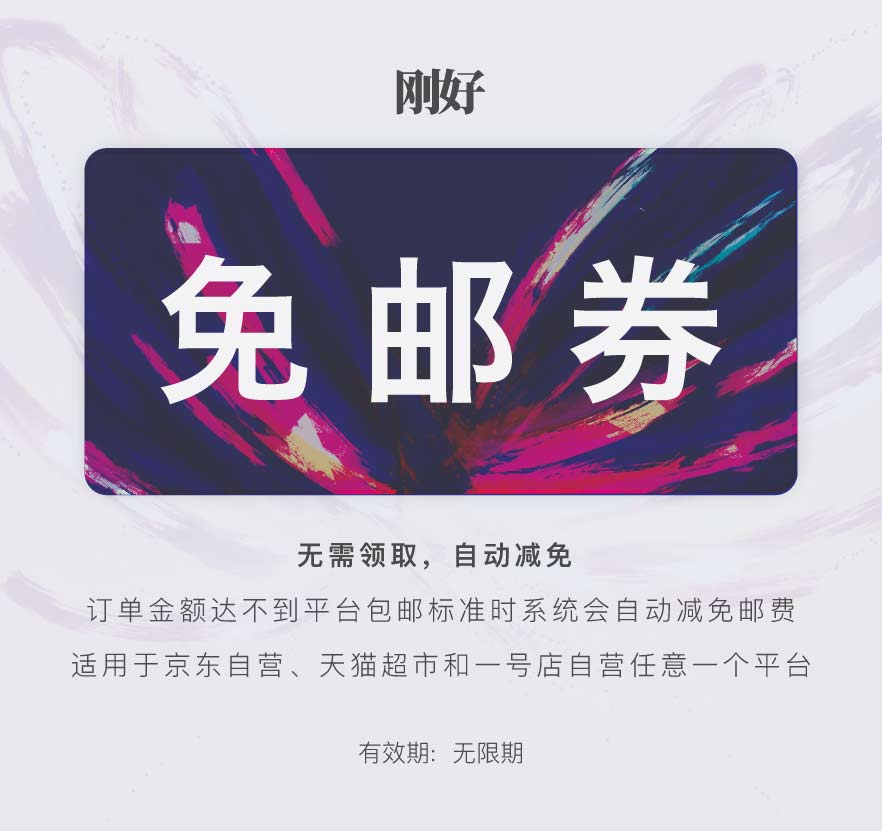 刚好
免邮券
无需领取，自动减免
订单金额达不到平台包邮标准时系统会自动减免邮费
适用于京东自营、天猫超市和一号店自营任意一个平台
有效期：无限期